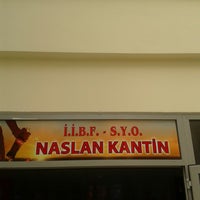 İ.İ.B.F. - S.Y.O.
NASLAN KANTİN